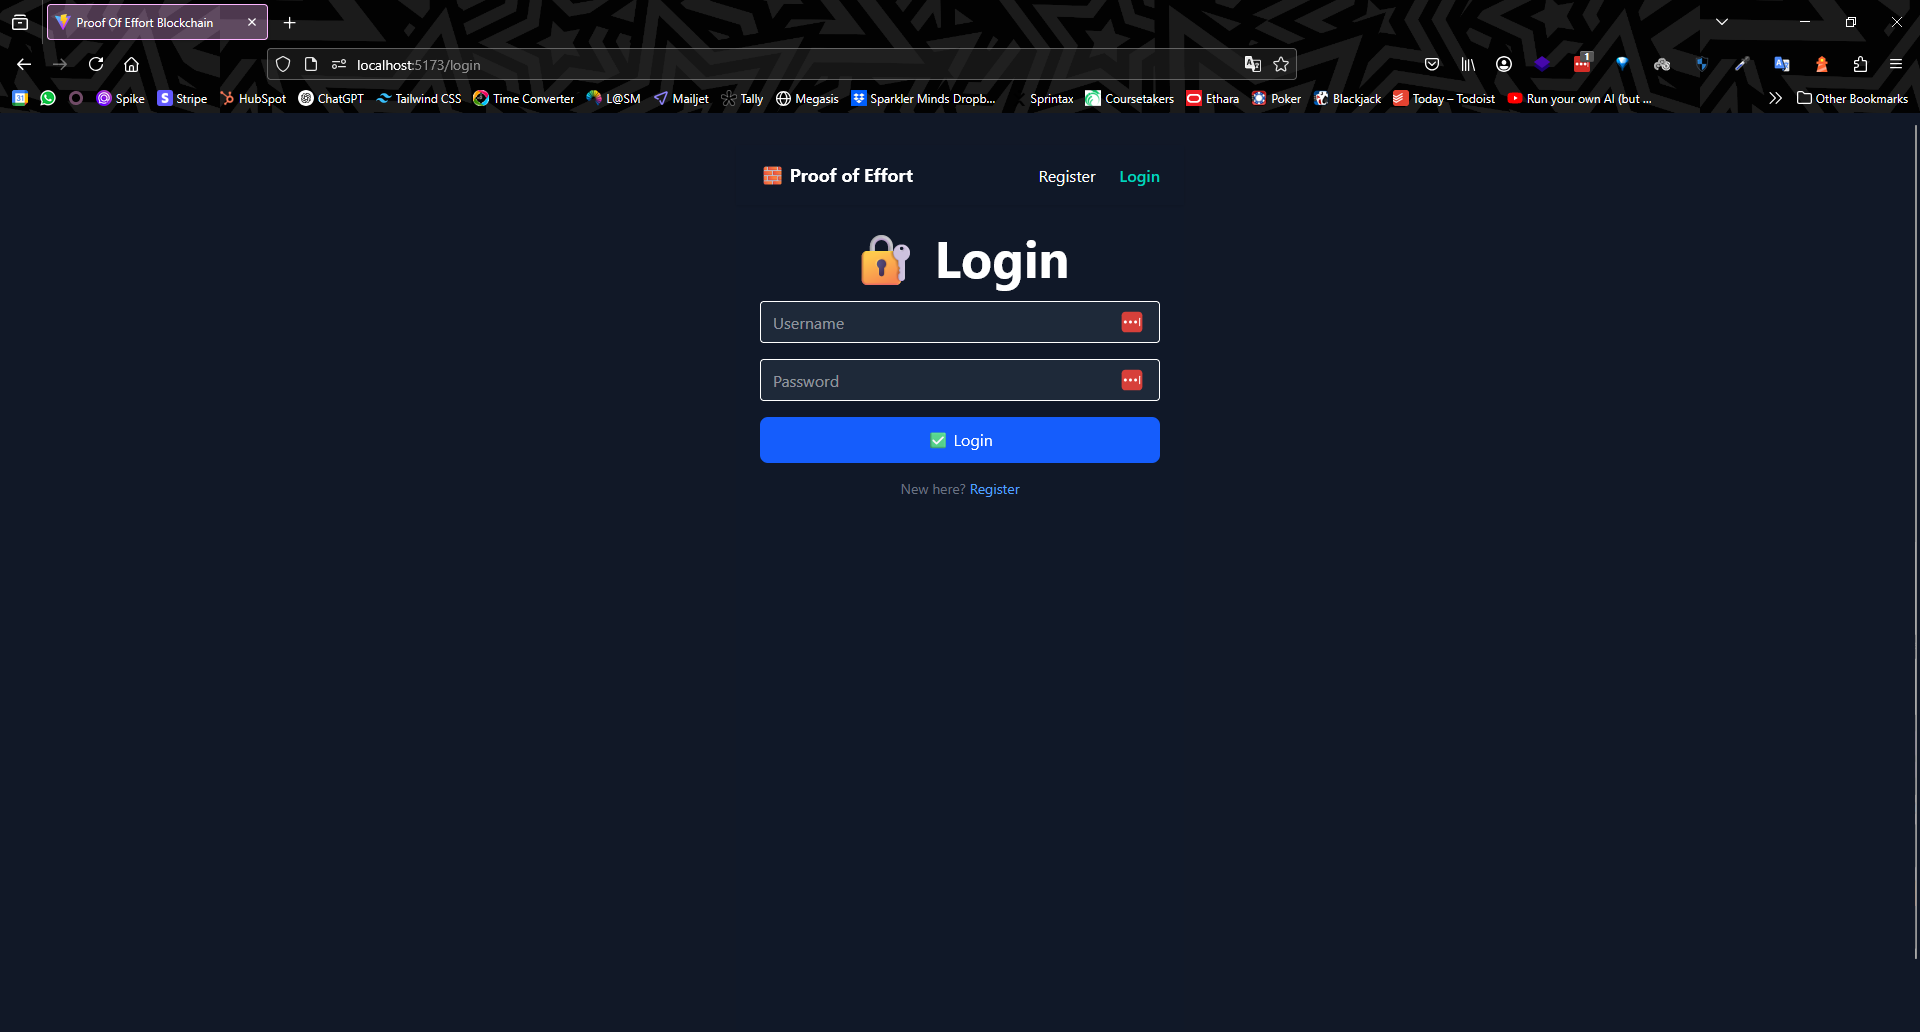 Proof Of Effort Blockchain
localhost:5173/login
1
31 Spike Stripe HubSpot ChatGPT Tailwind CSS Time Converter L@SM Mailjet Tally Megasis Sparkler Minds Dropb... Sprintax Coursetakers Ethara Poker Blackjack Today – Todoist Run your own AI (but ... Other Bookmarks
Proof of Effort Register Login
Login
Username
Password
Login
New here? Register